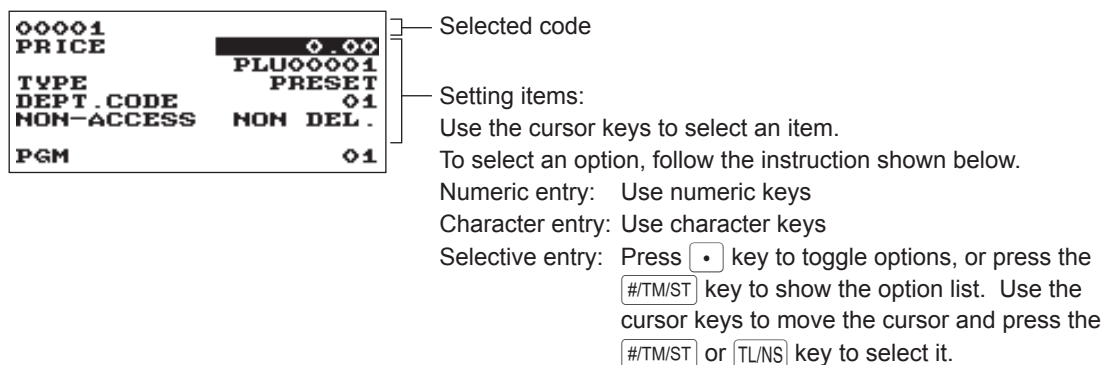 00001
PRICE 0.00
PLU00001
TYPE PRESET
DEPT.CODE 01
NON-ACCESS NON DEL.
PGM 01
Selected code
Setting items:
Use the cursor keys to select an item.
To select an option, follow the instruction shown below.
Numeric entry: Use numeric keys
Character entry: Use character keys
Selective entry: Press • key to toggle options, or press the
#/TM/ST key to show the option list. Use the
cursor keys to move the cursor and press the
#/TM/ST or TL/NS key to select it.